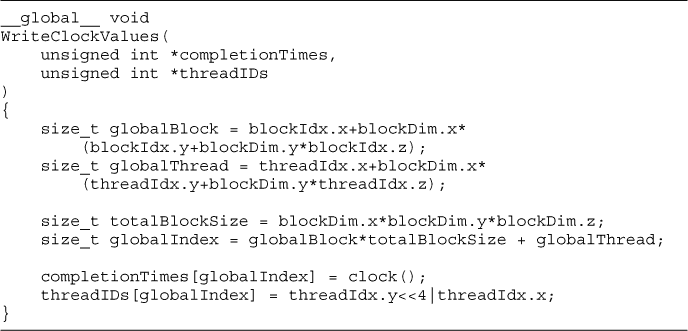 __global__ void
WriteClockValues(
    unsigned int *completionTimes,
    unsigned int *threadIDs
)
{
    size_t globalBlock = blockIdx.x+blockDim.x*
        (blockIdx.y+blockDim.y*blockIdx.z);
    size_t globalThread = threadIdx.x+blockDim.x*
        (threadIdx.y+blockDim.y*threadIdx.z);

    size_t totalBlockSize = blockDim.x*blockDim.y*blockDim.z;
    size_t globalIndex = globalBlock*totalBlockSize + globalThread;

    completionTimes[globalIndex] = clock();
    threadIDs[globalIndex] = threadIdx.y<<4|threadIdx.x;
}